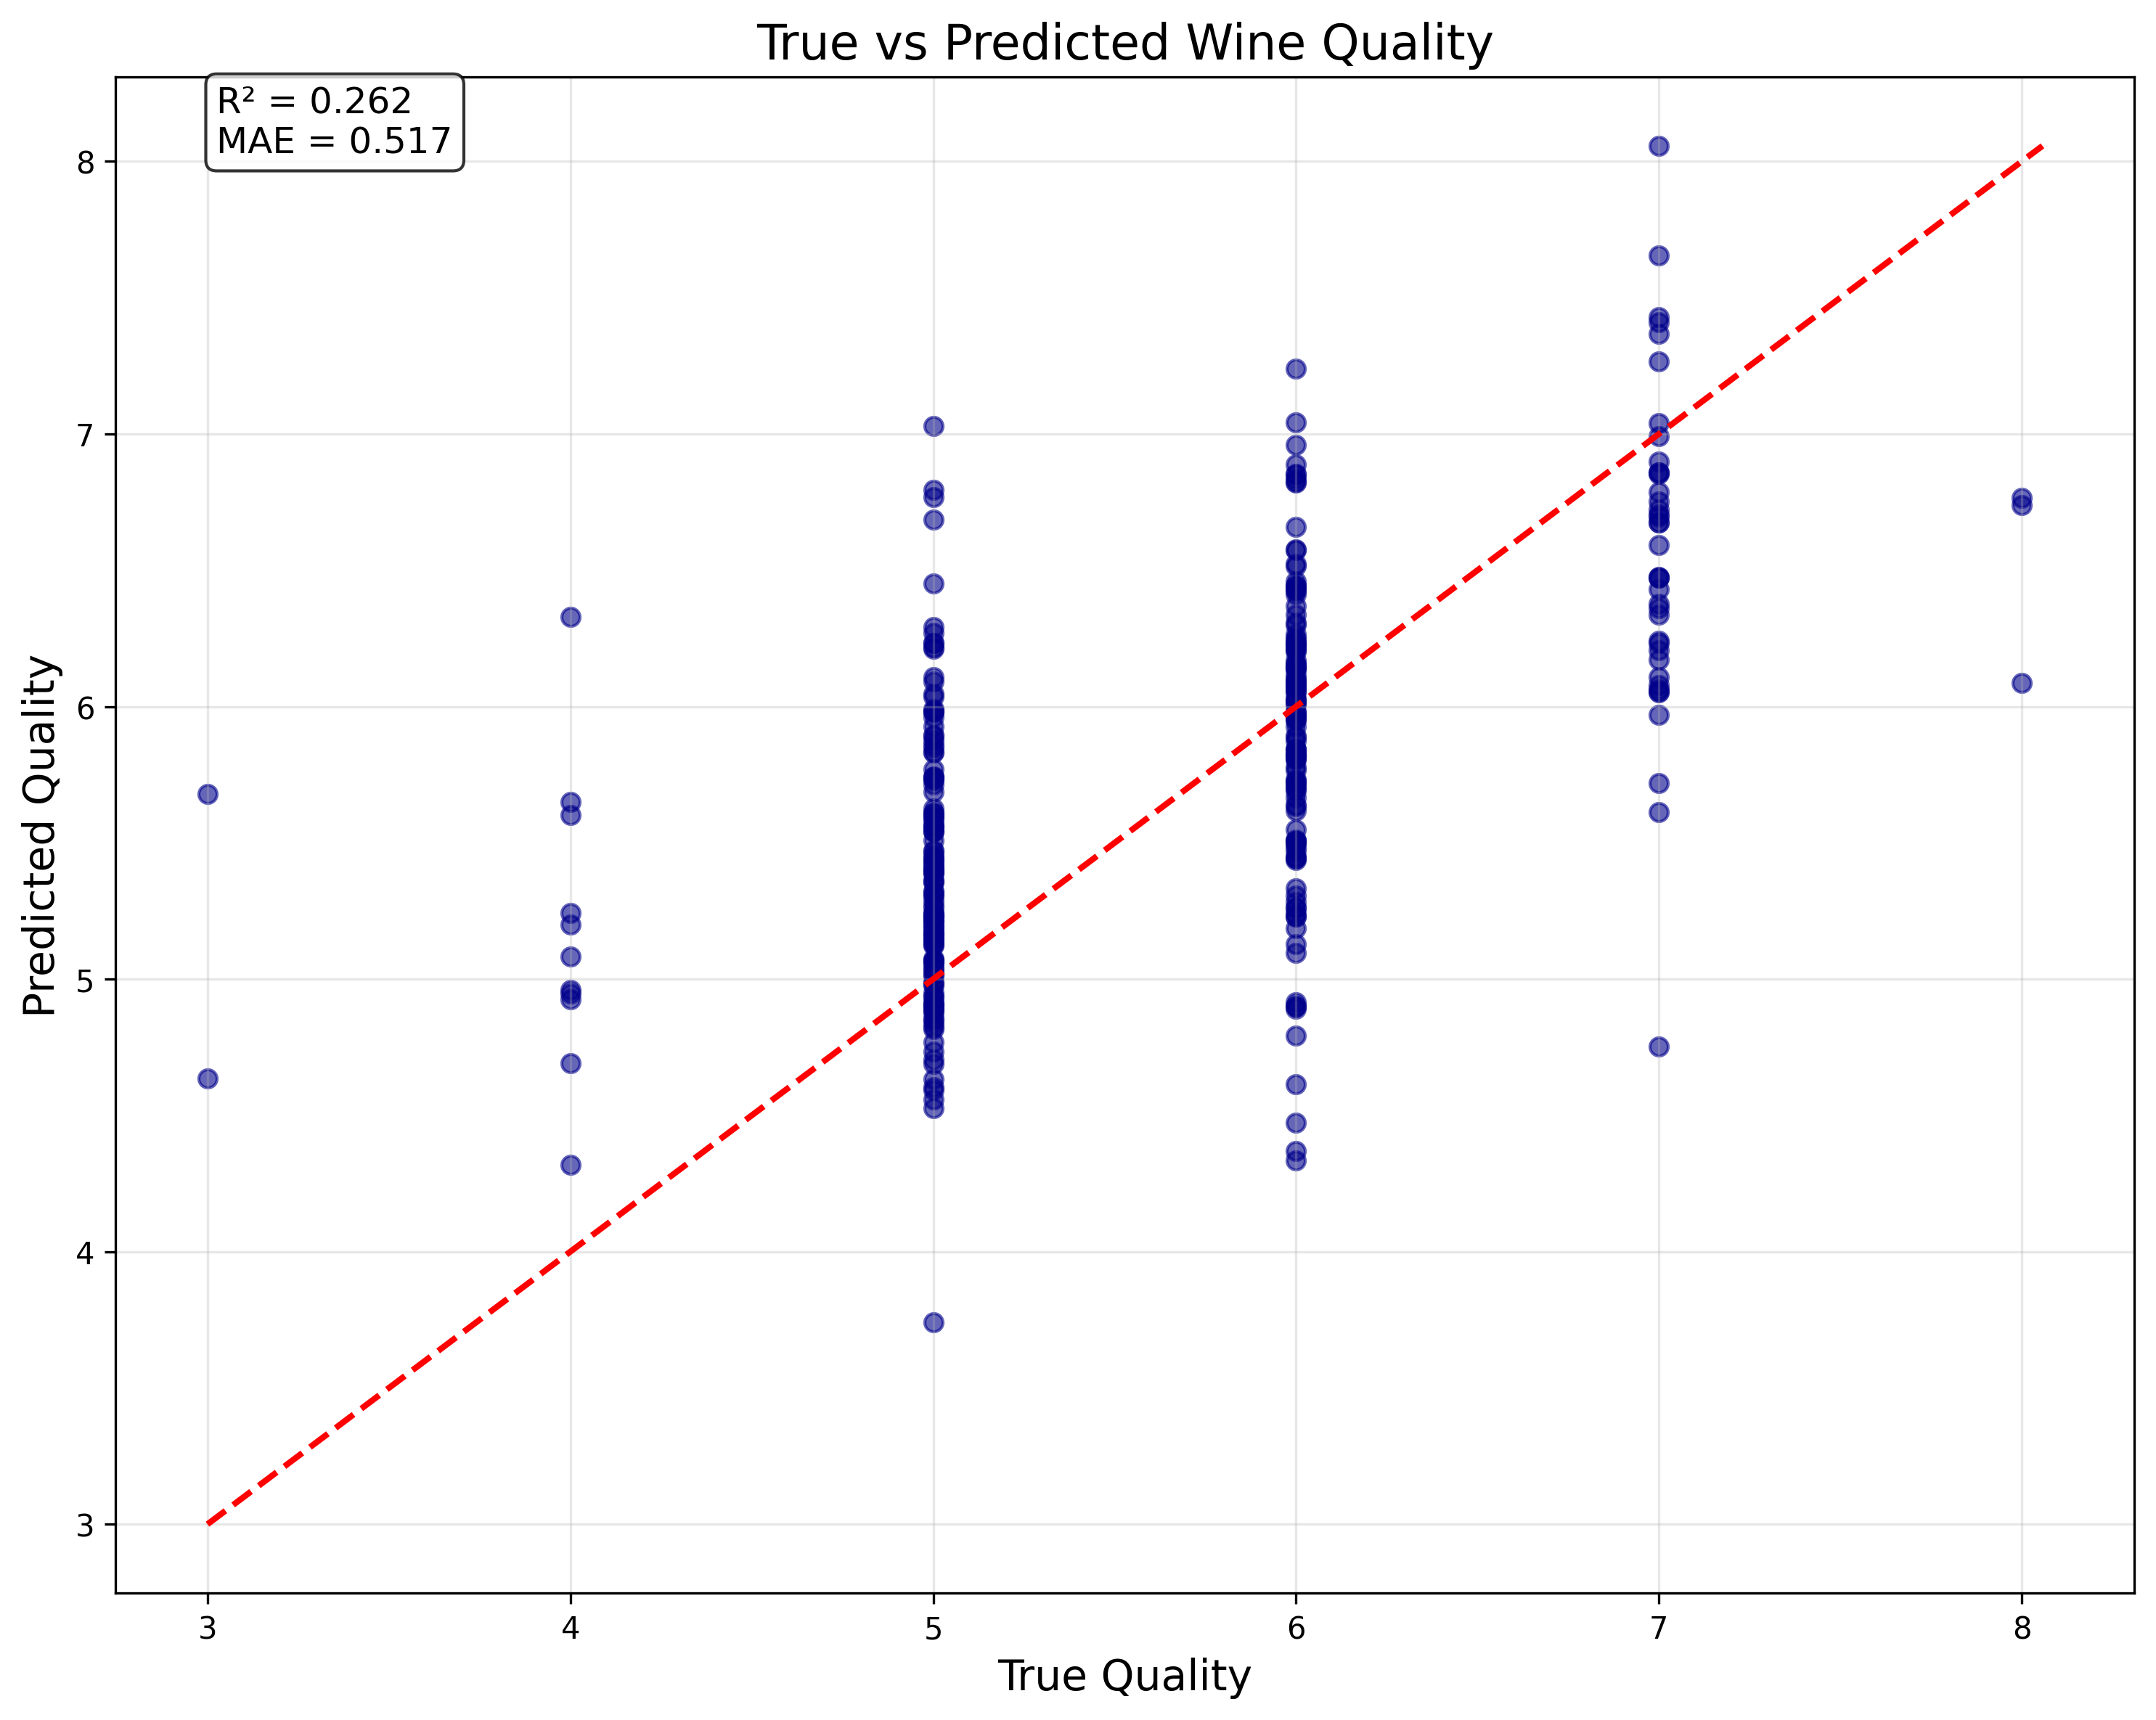 True vs Predicted Wine Quality
R² = 0.262
MAE = 0.517
8
7
6
5
4
3
Predicted Quality
3 4 5 6 7 8
True Quality